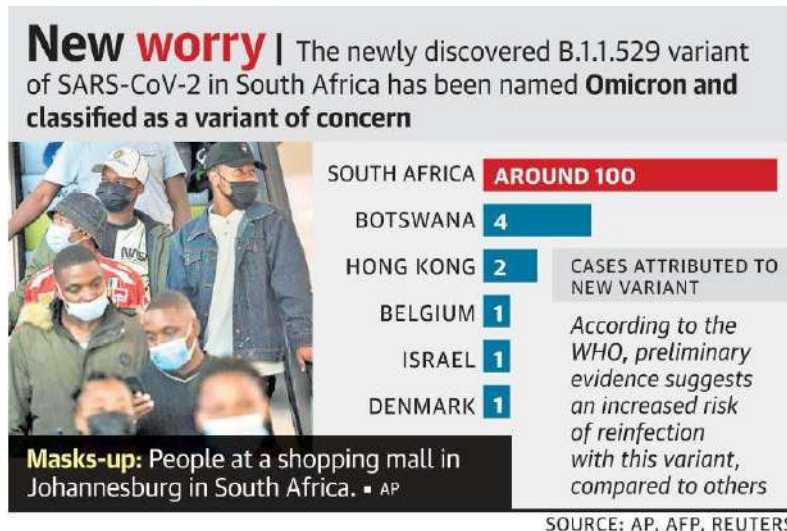 New worry | The newly discovered B.1.1.529 variant
of SARS-CoV-2 in South Africa has been named Omicron and
classified as a variant of concern
SOUTH AFRICA AROUND 100
BOTSWANA 4
HONG KONG 2
BELGIUM 1
ISRAEL 1
DENMARK 1
CASES ATTRIBUTED TO
NEW VARIANT
According to the
WHO, preliminary
evidence suggests
an increased risk
of reinfection
with this variant,
compared to others
Masks-up: People at a shopping mall in
Johannesburg in South Africa. ▪ AP
SOURCE: AP, AFP, REUTERS